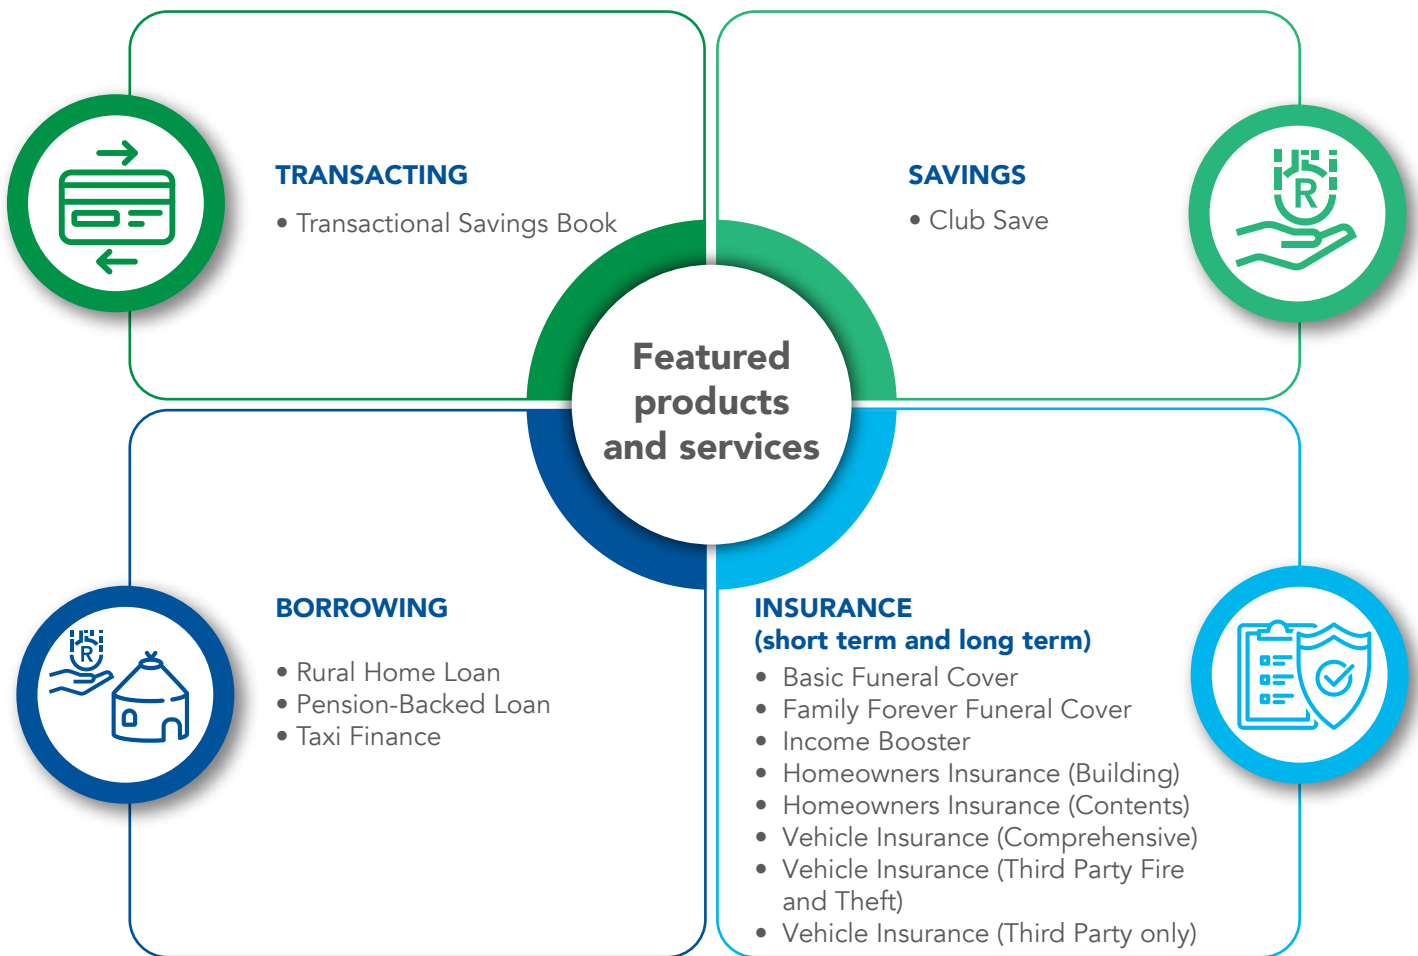 TRANSACTING
• Transactional Savings Book
SAVINGS
• Club Save
R
Featured
products
and services
BORROWING
• Rural Home Loan
• Pension-Backed Loan
• Taxi Finance
R
INSURANCE
(short term and long term)
• Basic Funeral Cover
• Family Forever Funeral Cover
• Income Booster
• Homeowners Insurance (Building)
• Homeowners Insurance (Contents)
• Vehicle Insurance (Comprehensive)
• Vehicle Insurance (Third Party Fire
and Theft)
• Vehicle Insurance (Third Party only)